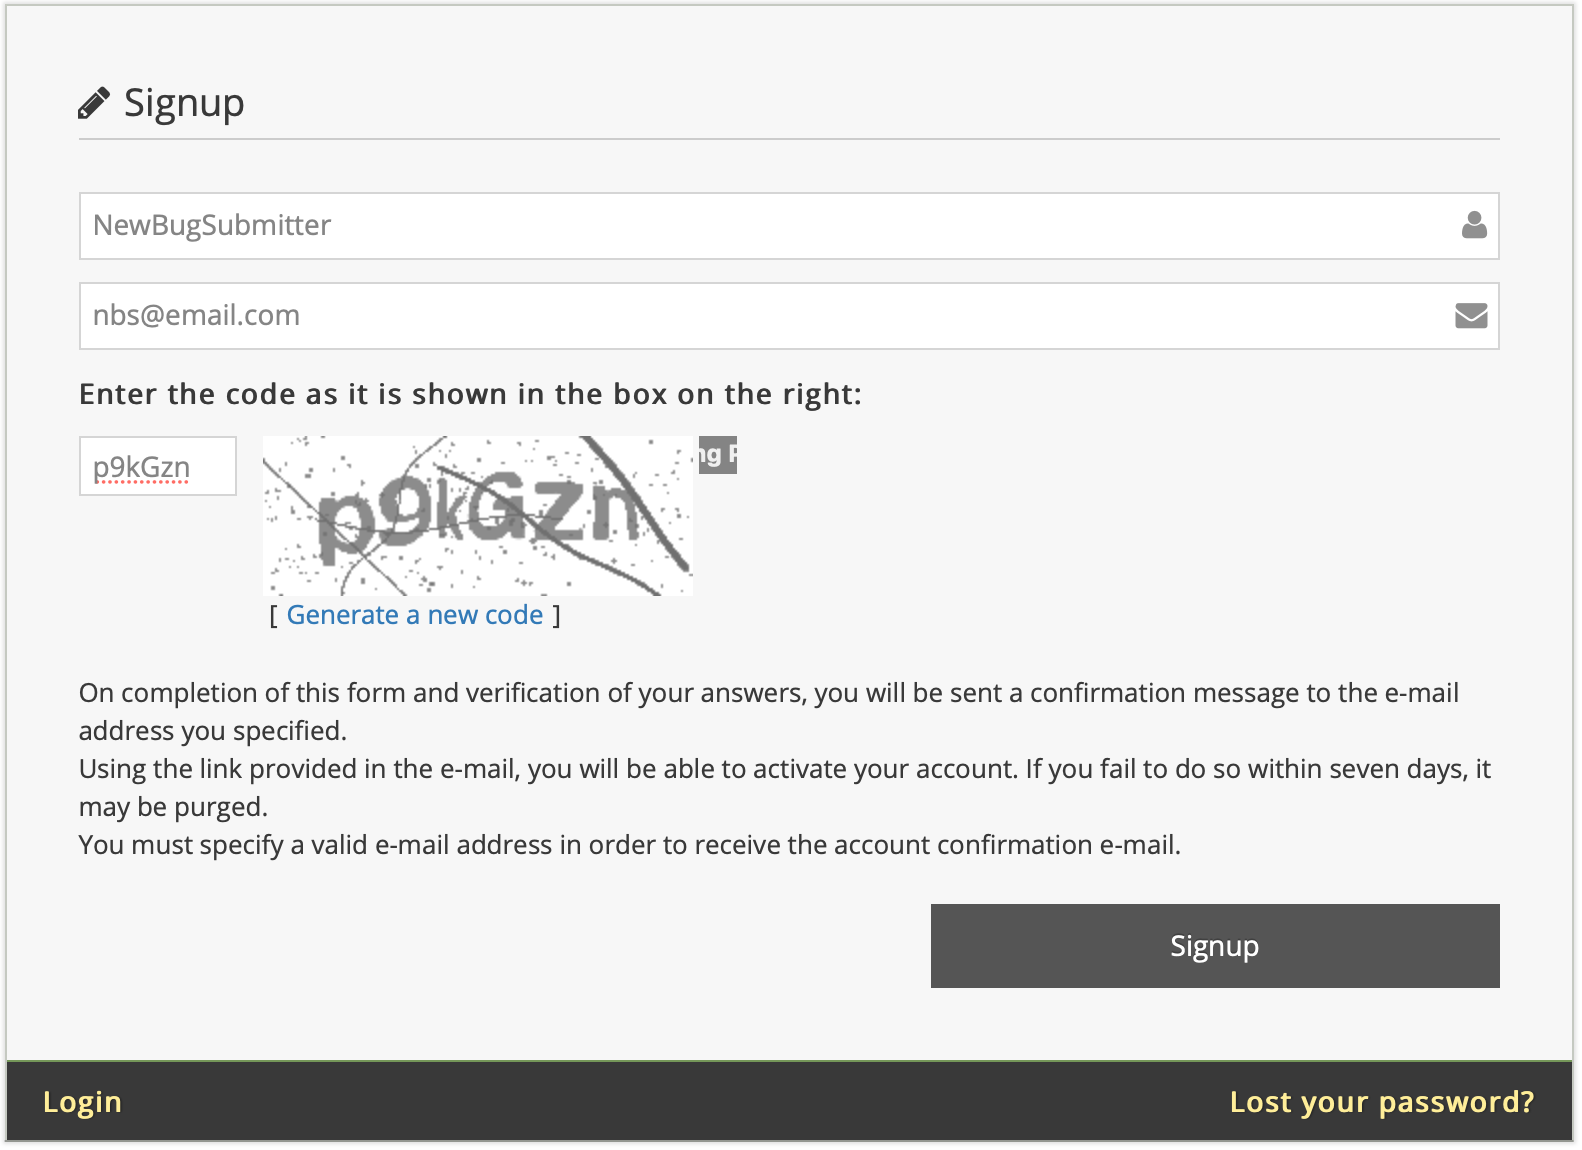 Signup
NewBugSubmitter
nbs@email.com
Enter the code as it is shown in the box on the right:
p9kGzn
p9kGzn
ng P
[ Generate a new code ]
On completion of this form and verification of your answers, you will be sent a confirmation message to the e-mail
address you specified.
Using the link provided in the e-mail, you will be able to activate your account. If you fail to do so within seven days, it
may be purged.
You must specify a valid e-mail address in order to receive the account confirmation e-mail.
Signup
Login
Lost your password?